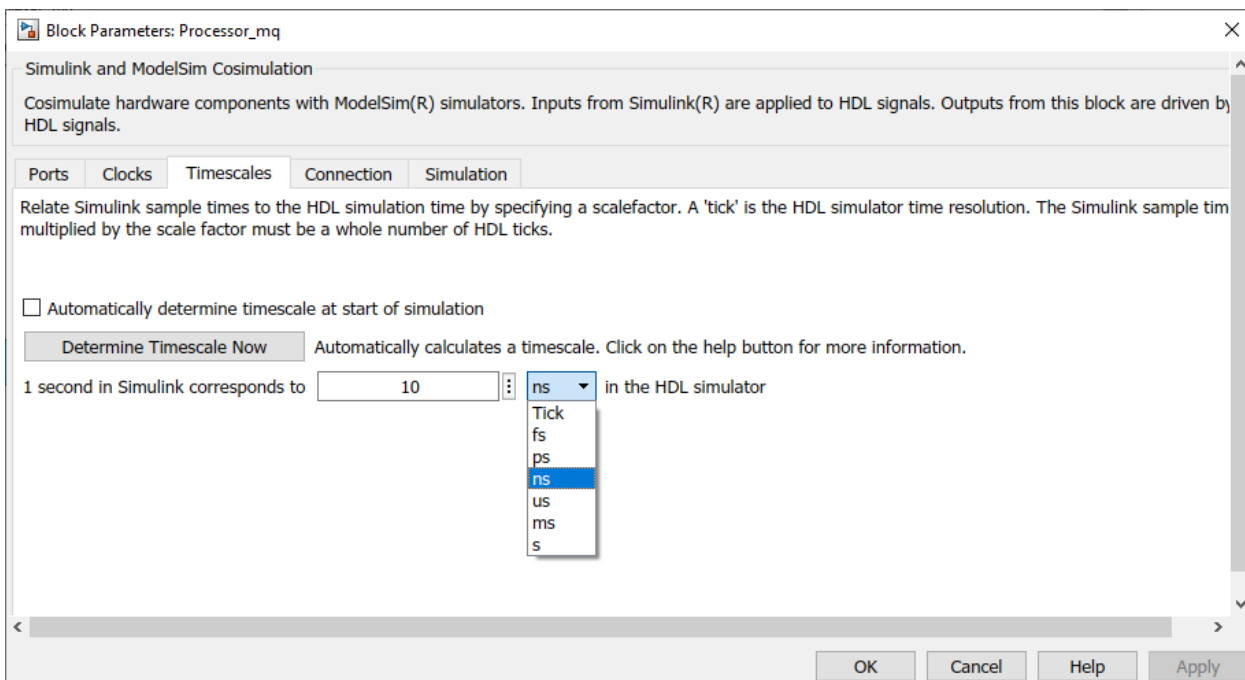 Block Parameters: Processor_mq
Simulink and ModelSim Cosimulation
Cosimulate hardware components with ModelSim(R) simulators. Inputs from Simulink(R) are applied to HDL signals. Outputs from this block are driven by
HDL signals.
Ports Clocks Timescales Connection Simulation
Relate Simulink sample times to the HDL simulation time by specifying a scalefactor. A 'tick' is the HDL simulator time resolution. The Simulink sample tim
multiplied by the scale factor must be a whole number of HDL ticks.
Automatically determine timescale at start of simulation
Determine Timescale Now Automatically calculates a timescale. Click on the help button for more information.
1 second in Simulink corresponds to 10 ns in the HDL simulator
Tick
fs
ps
ns
us
ms
s
OK Cancel Help Apply